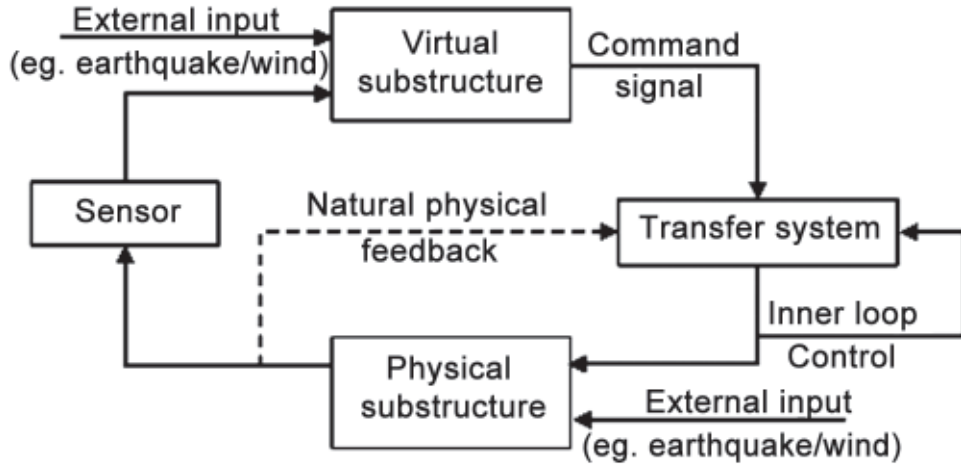 External input
(eg. earthquake/wind)
Virtual
substructure
Command
signal
Sensor
Natural physical
feedback
Transfer system
Inner loop
Control
Physical
substructure
External input
(eg. earthquake/wind)